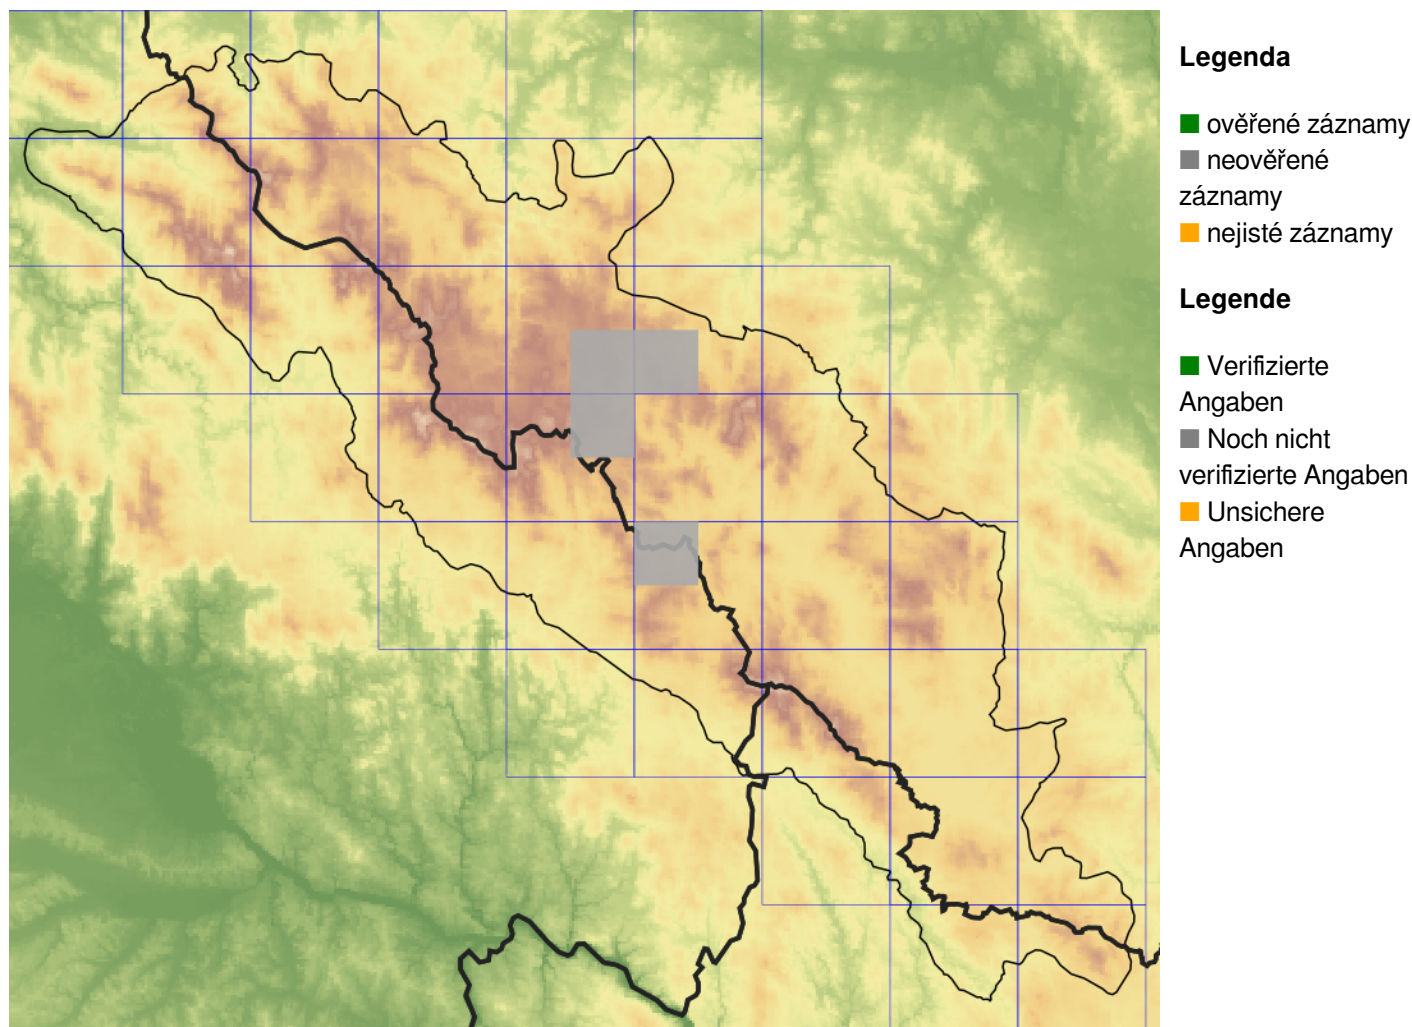 Legenda
ověřené záznamy
neověřené
záznamy
nejisté záznamy
Legende
Verifizierte
Angaben
Noch nicht
verifizierte Angaben
Unsichere
Angaben